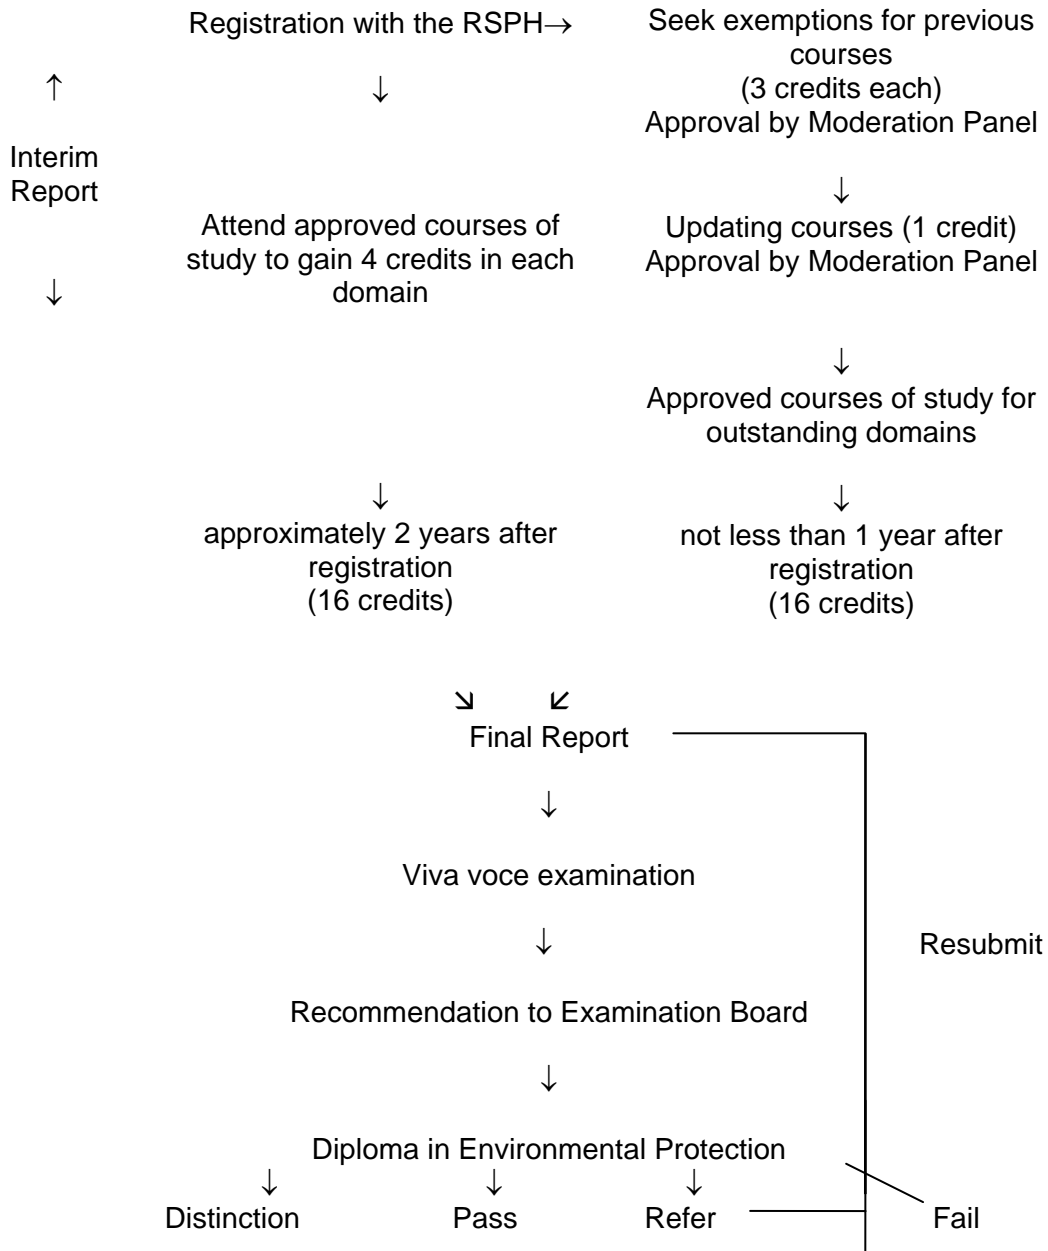 Registration with the RSPH→
Seek exemptions for previous
courses
(3 credits each)
Approval by Moderation Panel
↑
↓
Interim
Report
↓
↓
Attend approved courses of
study to gain 4 credits in each
domain
Updating courses (1 credit)
Approval by Moderation Panel
↓
Approved courses of study for
outstanding domains
↓
approximately 2 years after
registration
(16 credits)
↓
not less than 1 year after
registration
(16 credits)
↘ ↙
Final Report
↓
Viva voce examination
↓
Resubmit
Recommendation to Examination Board
↓
Diploma in Environmental Protection
↓ ↓ ↓
Distinction Pass Refer Fail